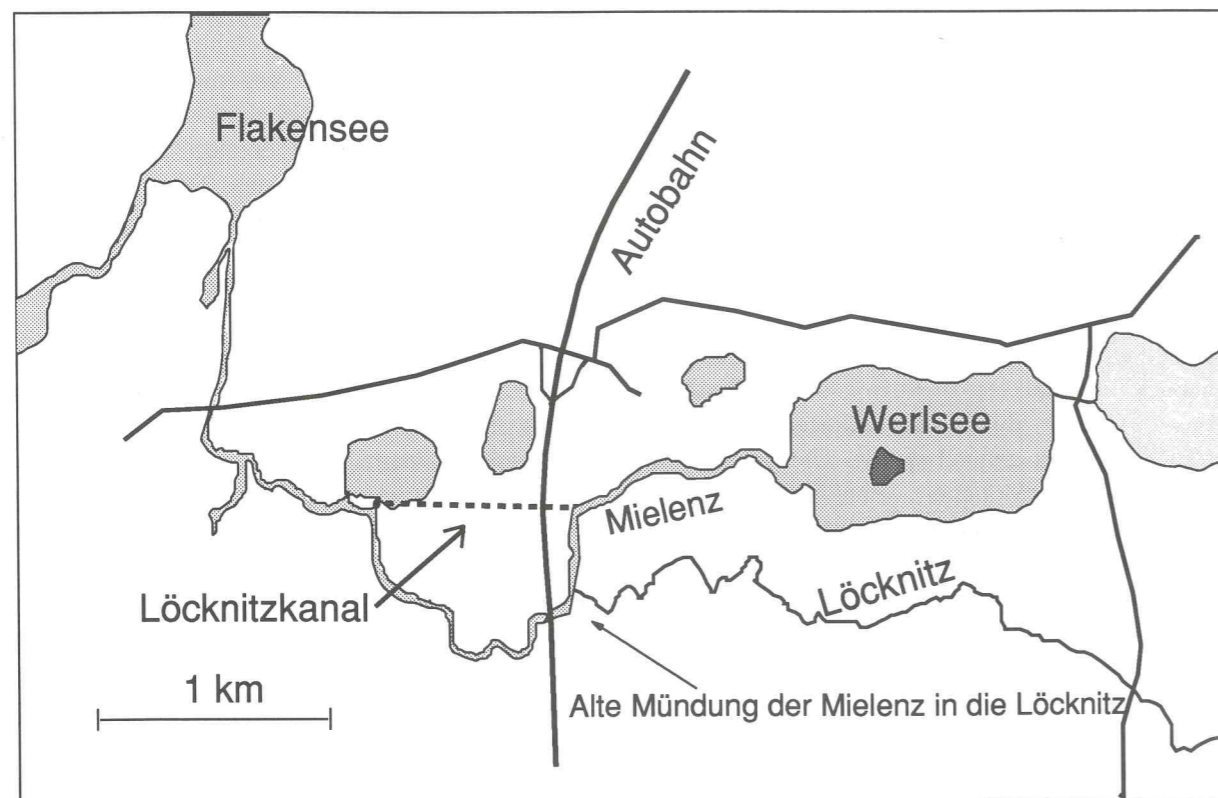 Flakensee
Autobahn
Werlsee
Mielenz
Löcknitz
Löcknitzkanal
1 km
Alte Mündung der Mielenz in die Löcknitz